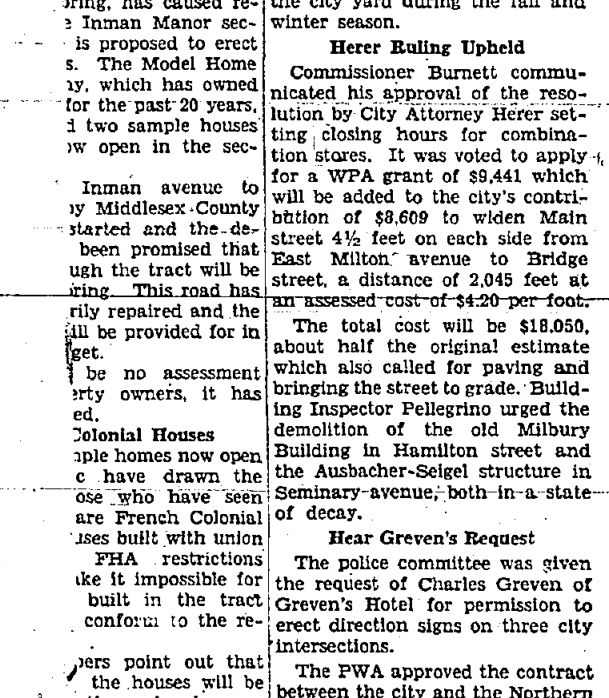 oring, has caused re-
e Inman Manor sec-
is proposed to erect
s. The Model Home
ny, which has owned
for the past 20 years,
d two sample houses
ow open in the sec-
Inman avenue to
by Middlesex County
started and the de-
been promised that
ugh the tract will be
ring. This road has
rily repaired and the
ill be provided for in
get.
be no assessment
erty owners, it has
ed.
Colonial Houses
mple homes now open
c have drawn the
ose who have seen
are French Colonial
uses built with union
FHA restrictions
ike it impossible for
built in the tract
conform to the re-
pers point out that
the houses will be
the city yard during the fall and
winter season.
Herer Ruling Upheld
Commissioner Burnett commu-
nicated his approval of the reso-
lution by City Attorney Herer set-
ting closing hours for combina-
tion stores. It was voted to apply
for a WPA grant of $9,441 which
will be added to the city's contri-
bution of $8,609 to widen Main
street 4½ feet on each side from
East Milton avenue to Bridge
street, a distance of 2,045 feet at
an assessed cost of $4.20 per foot.
The total cost will be $18,050,
about half the original estimate
which also called for paving and
bringing the street to grade. Build-
ing Inspector Pellegrino urged the
demolition of the old Milbury
Building in Hamilton street and
the Ausbacher-Seigel structure in
Seminary avenue, both in a state
of decay.
Hear Greven's Request
The police committee was given
the request of Charles Greven of
Greven's Hotel for permission to
erect direction signs on three city
intersections.
The PWA approved the contract
between the city and the Northern